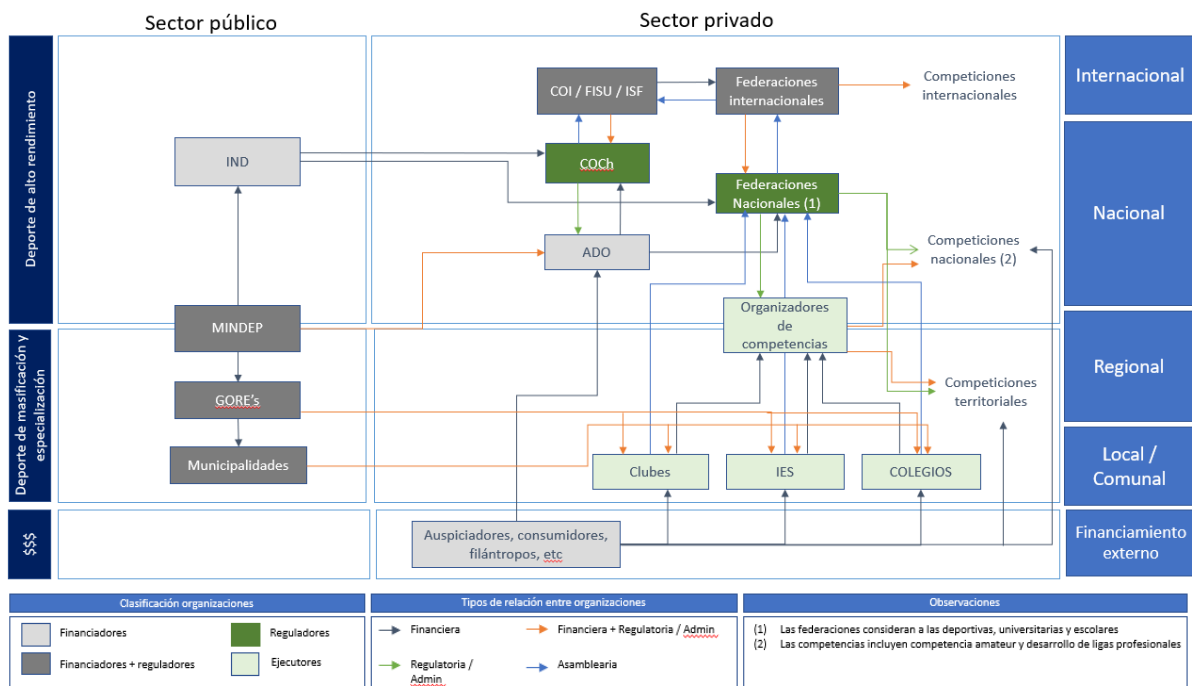 Sector público
Sector privado
Deporte de alto rendimiento
Deporte de masificación y
especialización
$$$
COI / FISU / ISF
Federaciones
internacionales
Competiciones
internacionales
Internacional
IND
COCh
Federaciones
Nacionales (1)
Nacional
ADO
Competiciones
nacionales (2)
MINDEP
Organizadores
de
competencias
Regional
GORE's
Competiciones
territoriales
Municipalidades
Clubes
IES
COLEGIOS
Local /
Comunal
Auspiciadores, consumidores,
filántropos, etc
Financiamiento
externo
Clasificación organizaciones
Financiadores
Reguladores
Financiadores + reguladores
Ejecutores
Tipos de relación entre organizaciones
Financiera
Financiera + Regulatoria / Admin
Regulatoria /
Admin
Asamblearia
Observaciones
(1) Las federaciones consideran a las deportivas, universitarias y escolares
(2) Las competencias incluyen competencia amateur y desarrollo de ligas profesionales